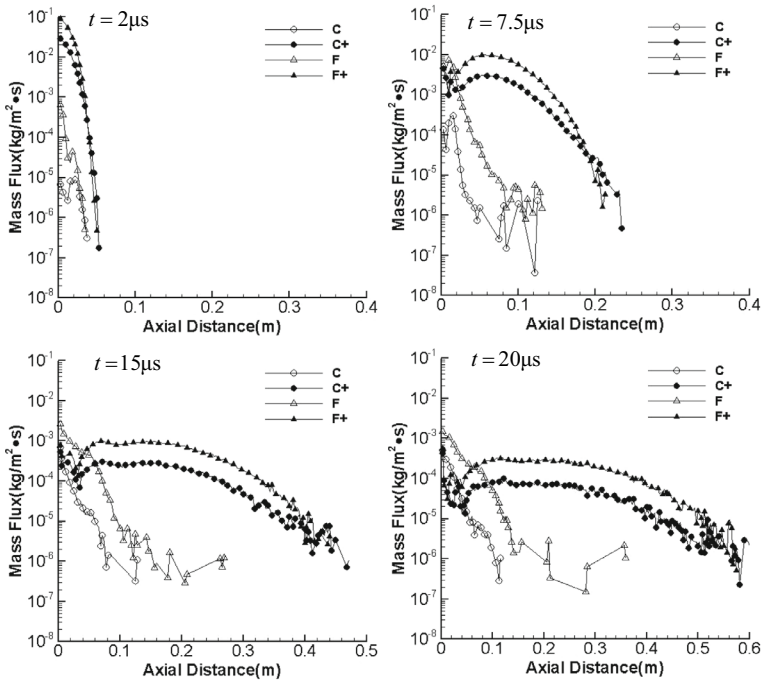 t = 2μs
Mass Flux(kg/m²•s)
10⁻¹
10⁻²
10⁻³
10⁻⁴
10⁻⁵
10⁻⁶
10⁻⁷
10⁻⁸
0 0.1 0.2 0.3 0.4
Axial Distance(m)
C
C+
F
F+
t = 7.5μs
Mass Flux(kg/m²•s)
10⁰
10⁻¹
10⁻²
10⁻³
10⁻⁴
10⁻⁵
10⁻⁶
10⁻⁷
10⁻⁸
0 0.1 0.2 0.3 0.4
Axial Distance(m)
C
C+
F
F+
t = 15μs
Mass Flux(kg/m²•s)
10⁻¹
10⁻²
10⁻³
10⁻⁴
10⁻⁵
10⁻⁶
10⁻⁷
10⁻⁸
0 0.1 0.2 0.3 0.4 0.5
Axial Distance(m)
C
C+
F
F+
t = 20μs
Mass Flux(kg/m²•s)
10⁻¹
10⁻²
10⁻³
10⁻⁴
10⁻⁵
10⁻⁶
10⁻⁷
10⁻⁸
0 0.1 0.2 0.3 0.4 0.5 0.6
Axial Distance(m)
C
C+
F
F+